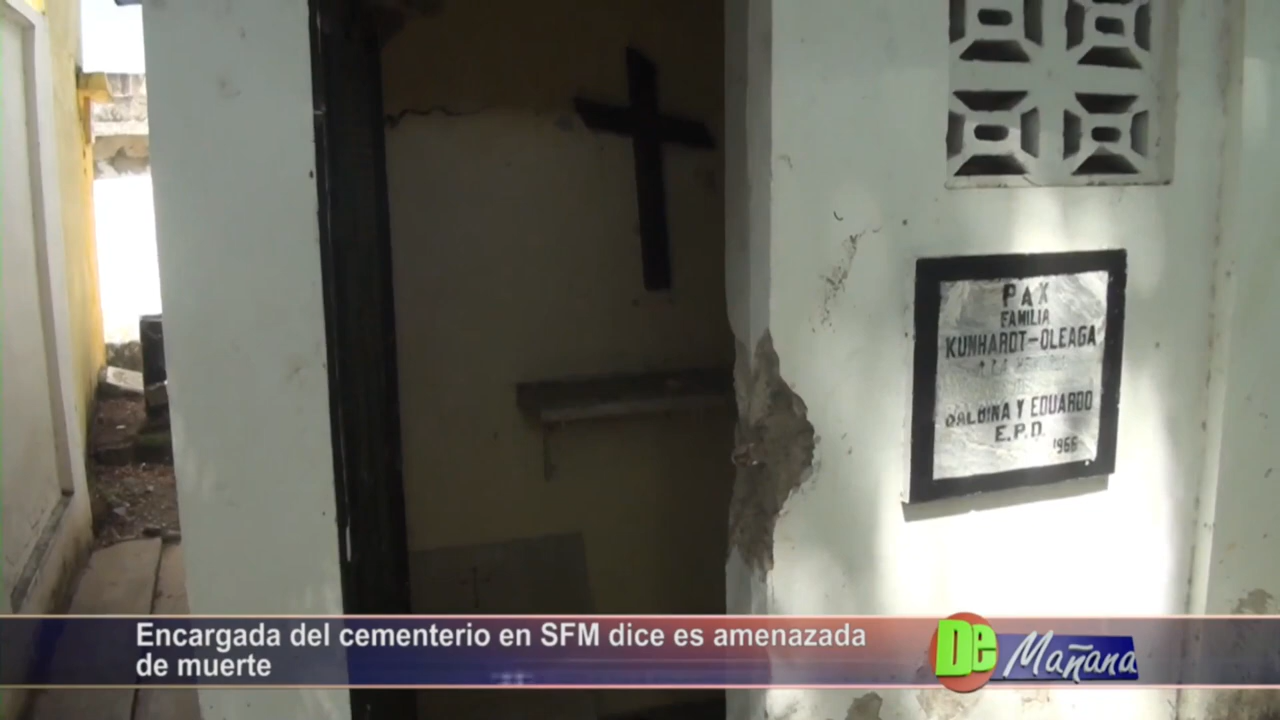 PAX
FAMILIA
KUNHARDT-OLEAGA
BALBINA Y EDUARDO
E.P.D.
1966
Encargada del cementerio en SFM dice es amenazada
de muerte
De Mañana